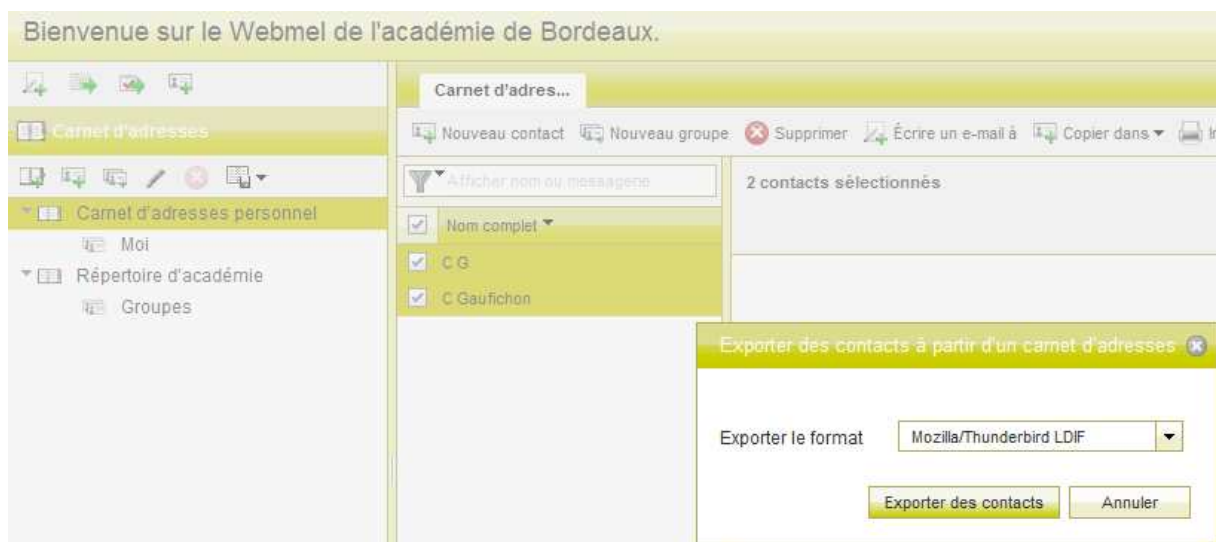 Bienvenue sur le Webmel de l'académie de Bordeaux.
Carnet d'adresses
Carnet d'adresses personnel
Moi
Répertoire d'académie
Groupes
Carnet d'adres...
Nouveau contact Nouveau groupe Supprimer Écrire un e-mail à Copier dans
Afficher nom ou messagerie
2 contacts sélectionnés
Nom complet
C G
C Gaufichon
Exporter des contacts à partir d'un carnet d'adresses
Exporter le format Mozilla/Thunderbird LDIF
Exporter des contacts Annuler